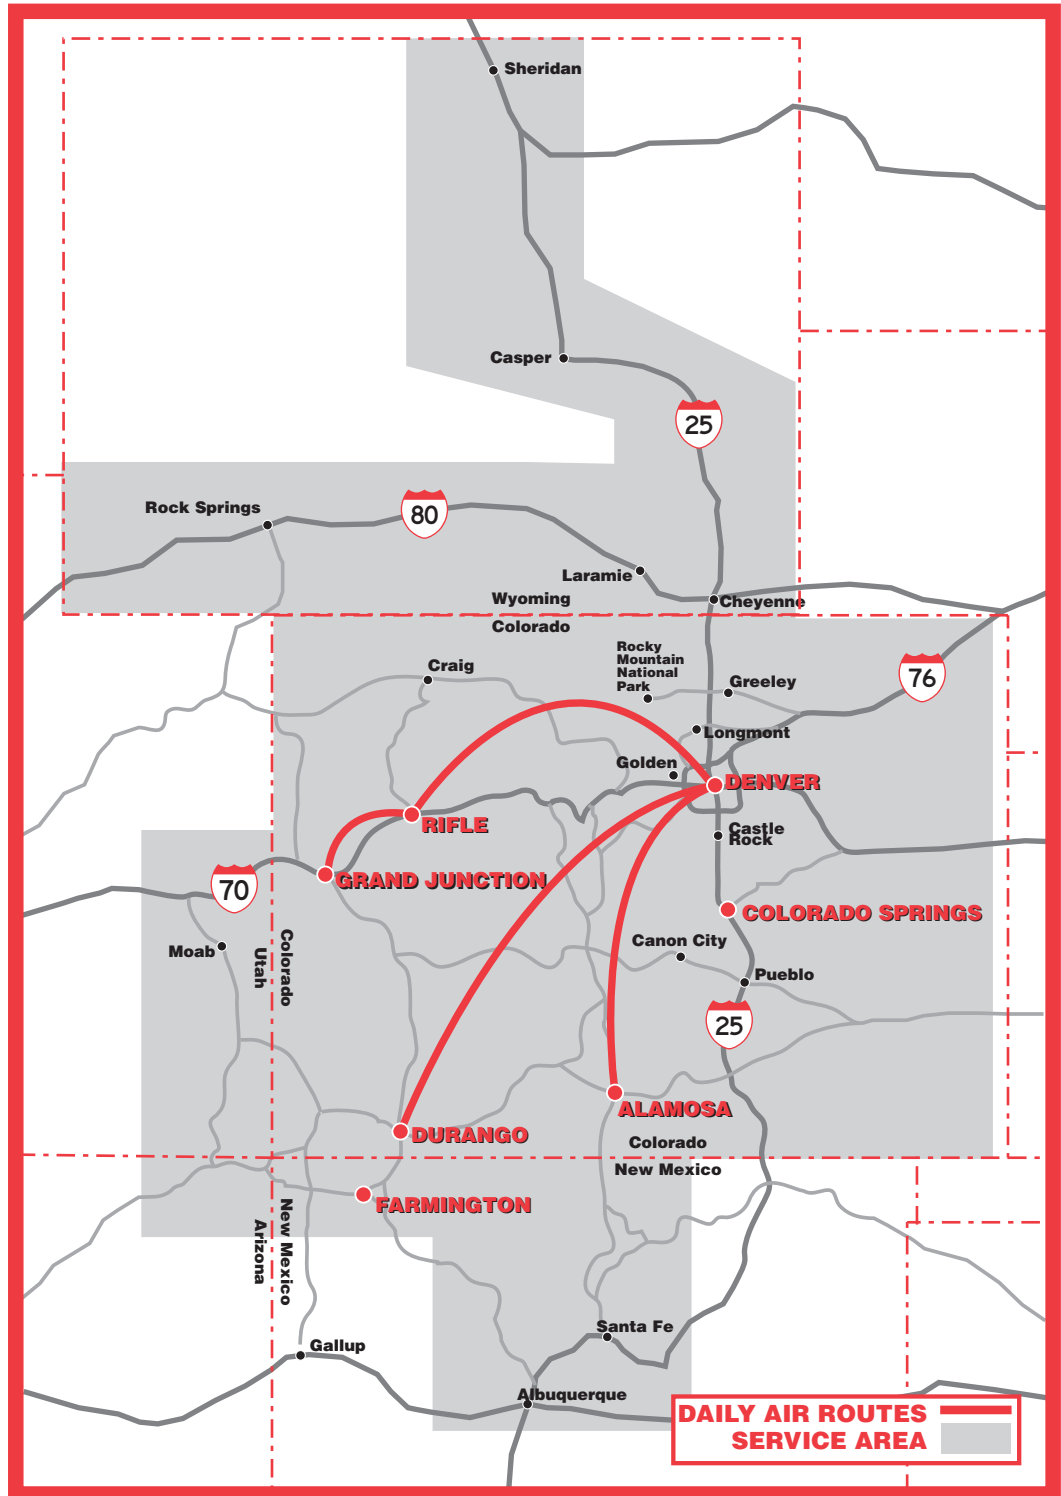 Sheridan
Casper
25
Rock Springs
80
Laramie
Wyoming
Cheyenne
Colorado
Rocky
Mountain
National
Park
Craig
Greeley
76
Longmont
Golden
DENVER
RIFLE
Castle
Rock
GRAND JUNCTION
70
COLORADO SPRINGS
Canon City
Moab
Utah
Colorado
Pueblo
25
ALAMOSA
DURANGO
Colorado
New Mexico
FARMINGTON
Arizona
New Mexico
Santa Fe
Gallup
Albuquerque
DAILY AIR ROUTES
SERVICE AREA